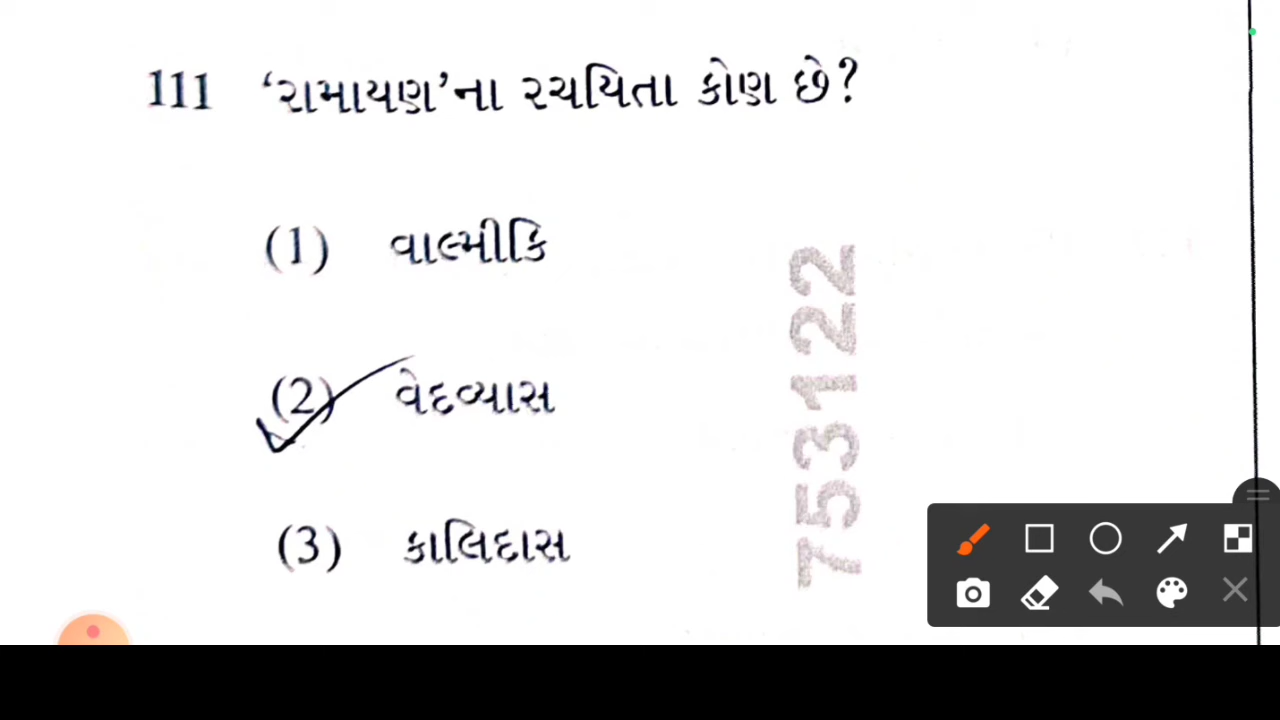 111 ‘રામાયણ’ના રચયિતા કોણ છે?
(1) વાલ્મીકિ
(2) વેદવ્યાસ
(3) કાલિદાસ
753122